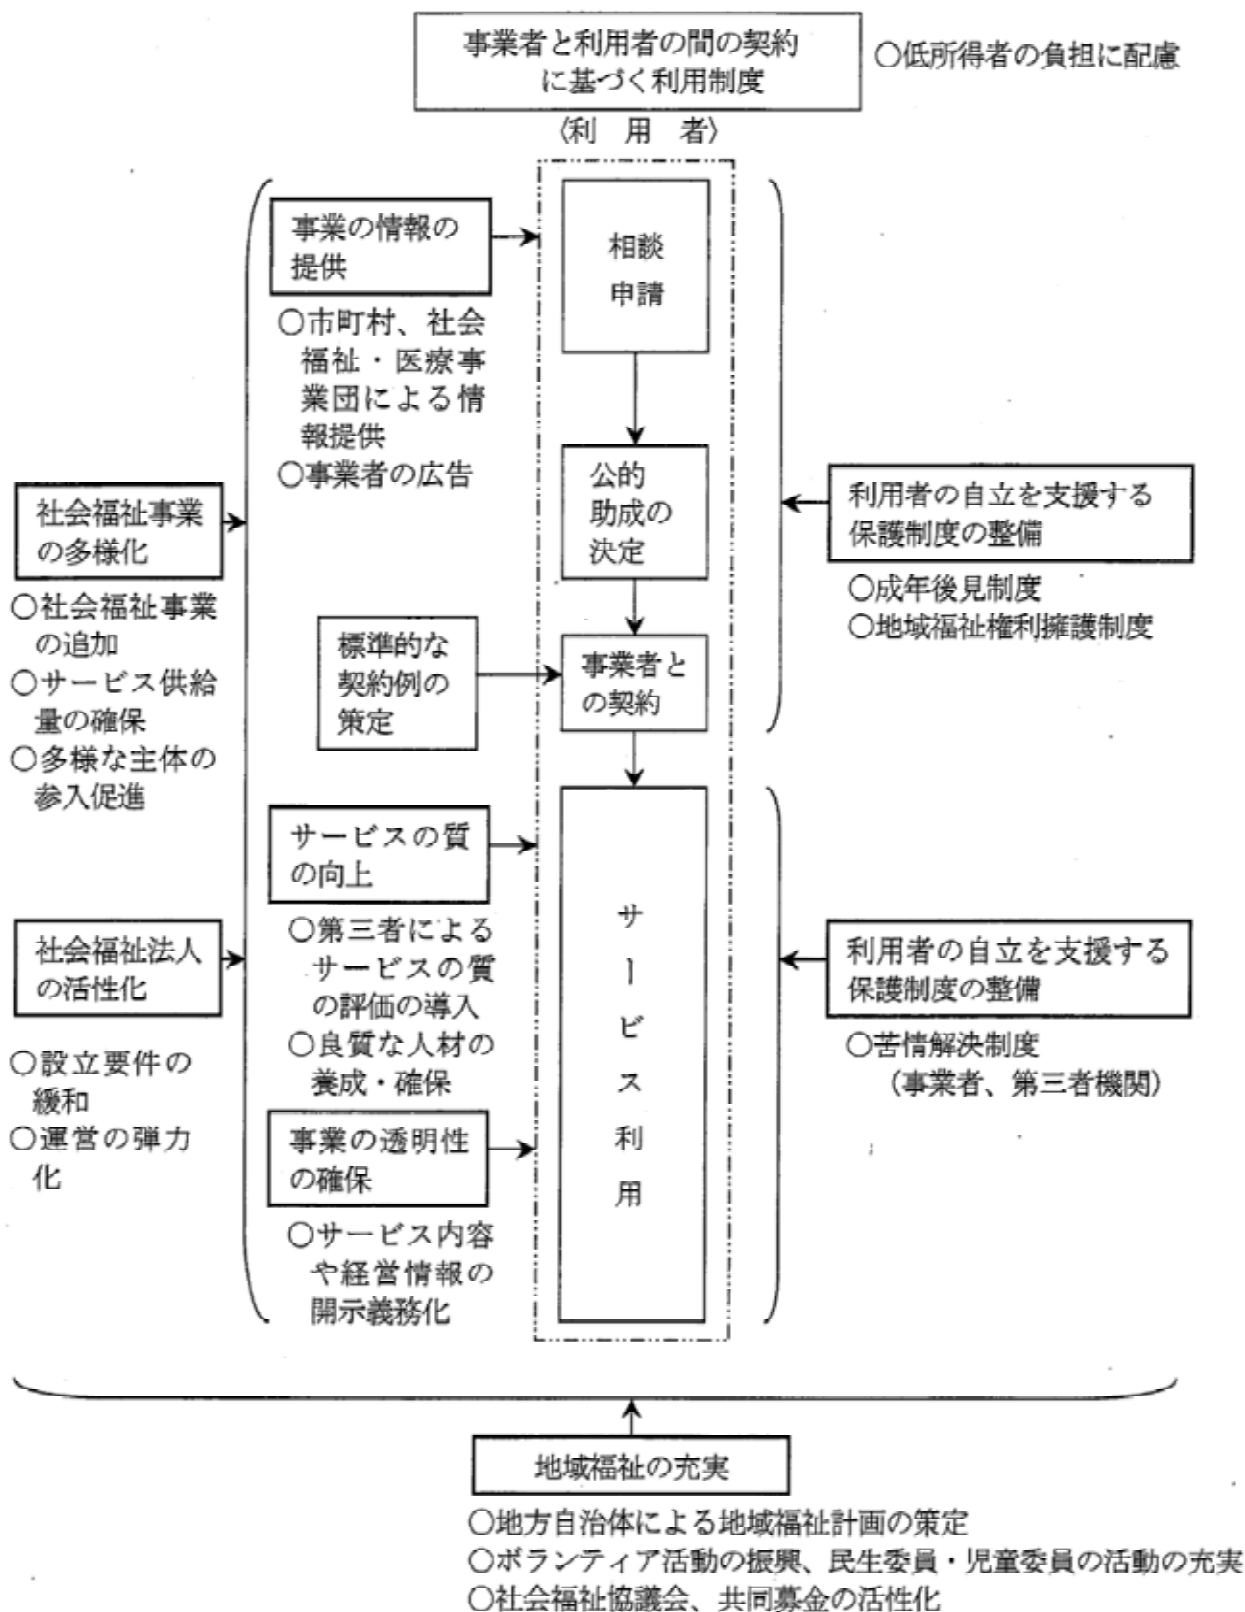 事業者と利用者の間の契約
に基づく利用制度
○低所得者の負担に配慮
〈利 用 者〉
事業の情報の
提供
○市町村、社会
福祉・医療事
業団による情
報提供
○事業者の広告
相談
申請
公的
助成の
決定
標準的な
契約例の
策定
事業者と
の契約
利用者の自立を支援する
保護制度の整備
○成年後見制度
○地域福祉権利擁護制度
社会福祉事業
の多様化
○社会福祉事業
の追加
○サービス供給
量の確保
○多様な主体の
参入促進
社会福祉法人
の活性化
○設立要件の
緩和
○運営の弾力
化
サービスの質
の向上
○第三者による
サービスの質
の評価の導入
○良質な人材の
養成・確保
事業の透明性
の確保
○サービス内容
や経営情報の
開示義務化
サービス利用
利用者の自立を支援する
保護制度の整備
○苦情解決制度
（事業者、第三者機関）
地域福祉の充実
○地方自治体による地域福祉計画の策定
○ボランティア活動の振興、民生委員・児童委員の活動の充実
○社会福祉協議会、共同募金の活性化